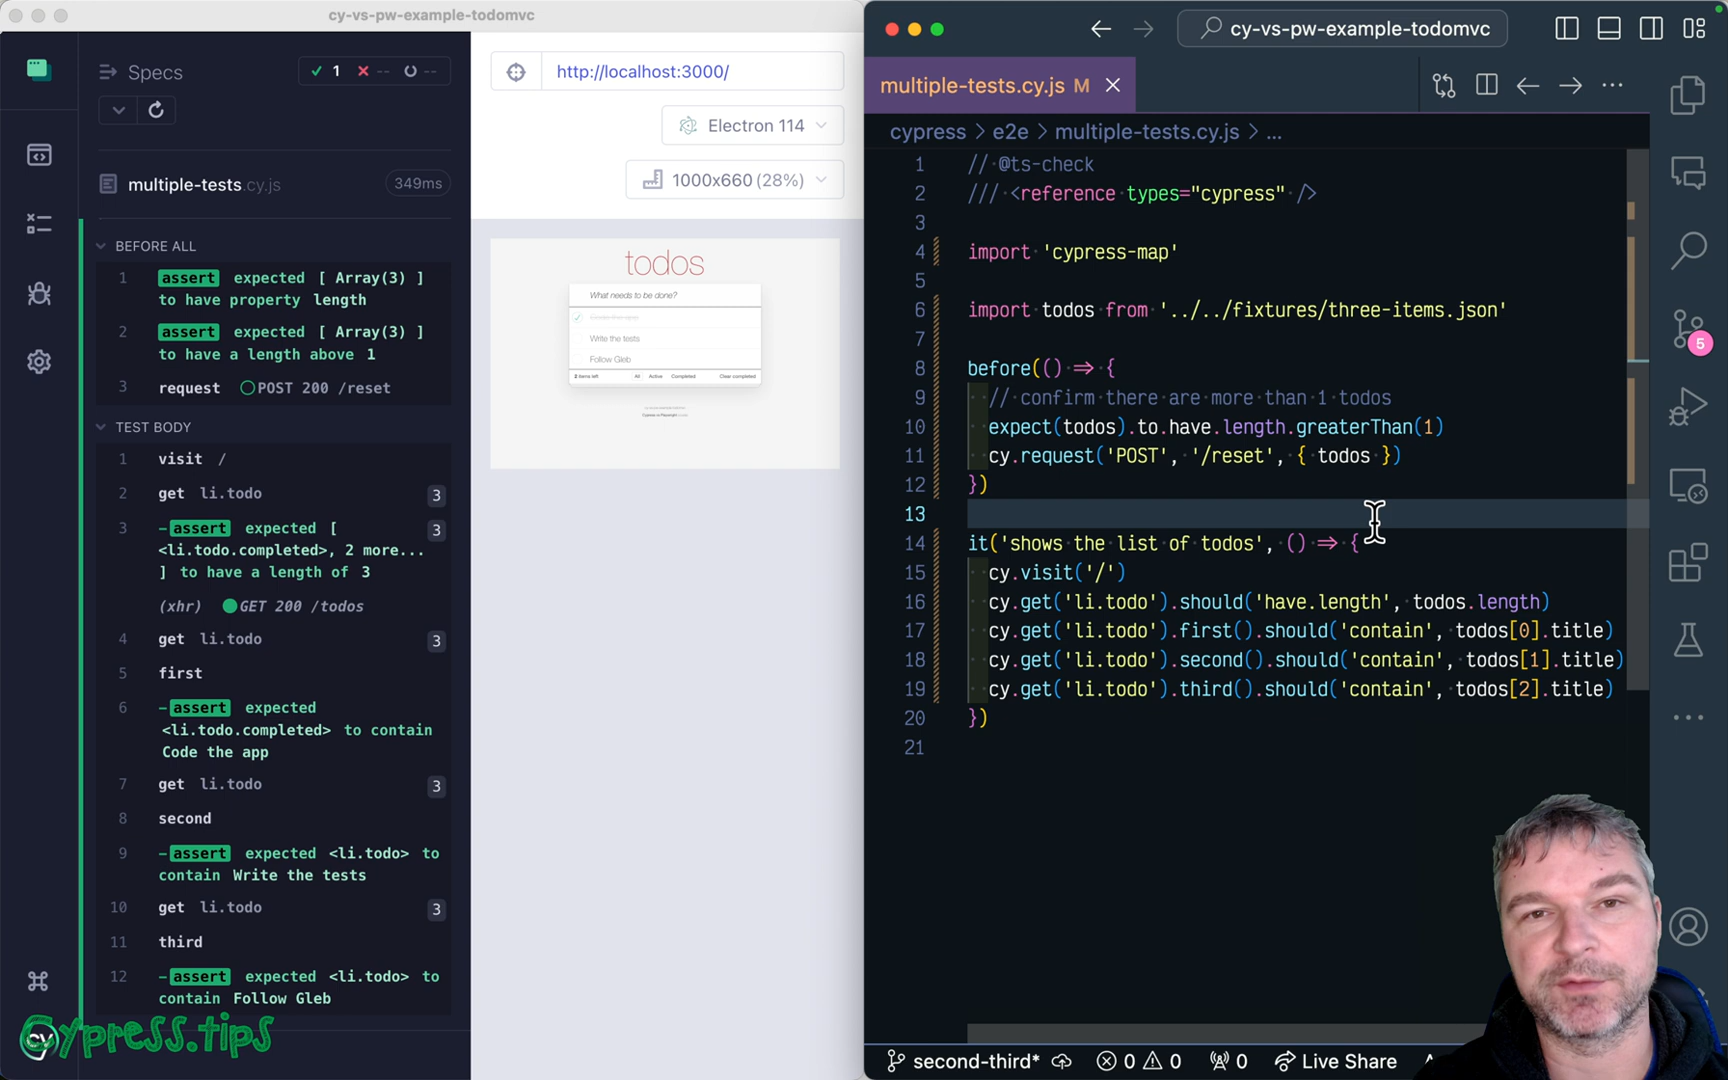 cy-vs-pw-example-todomvc
Specs
✓ 1 ✕ -- --
multiple-tests.cy.js 349ms
BEFORE ALL
1 assert expected [ Array(3) ]
to have property length
2 assert expected [ Array(3) ]
to have a length above 1
3 request POST 200 /reset
TEST BODY
1 visit /
2 get li.todo 3
3 -assert expected [ 3
<li.todo.completed>, 2 more...
] to have a length of 3
(xhr) GET 200 /todos
4 get li.todo 3
5 first
6 -assert expected
<li.todo.completed> to contain
Code the app
7 get li.todo 3
8 second
9 -assert expected <li.todo> to
contain Write the tests
10 get li.todo 3
11 third
12 -assert expected <li.todo> to
contain Follow Gleb
Cypress.tips
cy
http://localhost:3000/
Electron 114
1000x660 (28%)
todos
What needs to be done?
Code the app
Write the tests
Follow Gleb
2 items left All Active Completed Clear completed
cy-vs-pw-example-todomvc
multiple-tests.cy.js M
cypress > e2e > multiple-tests.cy.js > ...
1 // @ts-check
2 /// <reference types="cypress" />
3
4 import 'cypress-map'
5
6 import todos from '../../fixtures/three-items.json'
7
8 before(() => {
9 // confirm there are more than 1 todos
10 expect(todos).to.have.length.greaterThan(1)
11 cy.request('POST', '/reset', { todos })
12 })
13
14 it('shows the list of todos', () => {
15 cy.visit('/')
16 cy.get('li.todo').should('have.length', todos.length)
17 cy.get('li.todo').first().should('contain', todos[0].title)
18 cy.get('li.todo').second().should('contain', todos[1].title)
19 cy.get('li.todo').third().should('contain', todos[2].title)
20 })
21
5
second-third* 0 0 0 Live Share